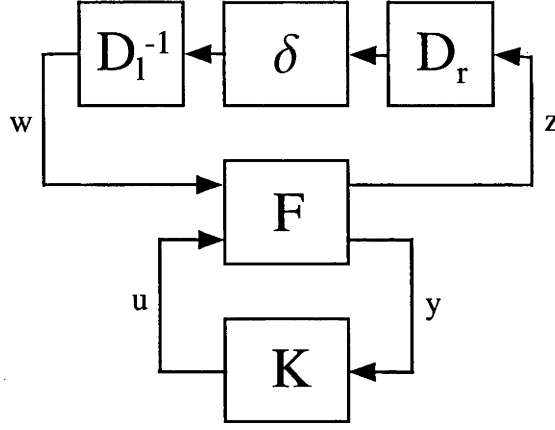 D_l^-1 δ D_r
w z
F
u y
K